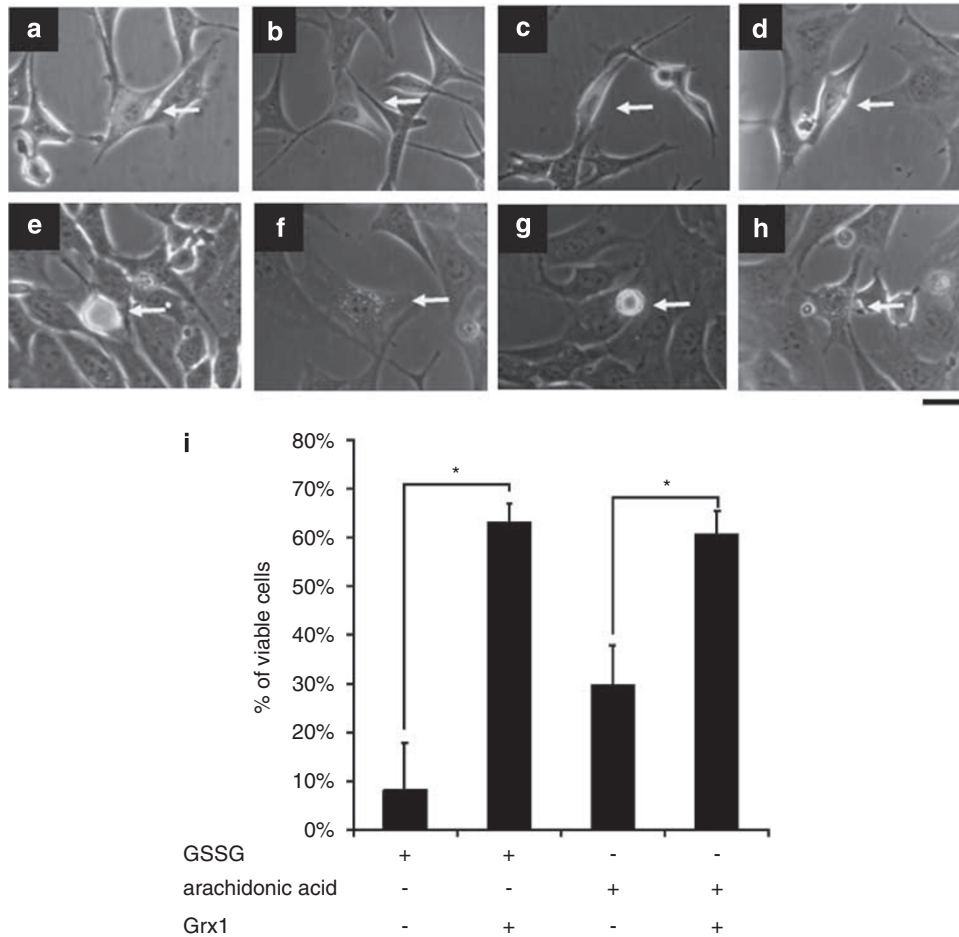 a b c d
e f g h
i
80%
70%
60%
50%
40%
30%
20%
10%
0%
% of viable cells
* *
GSSG + + - -
arachidonic acid - - + +
Grx1 - + - +